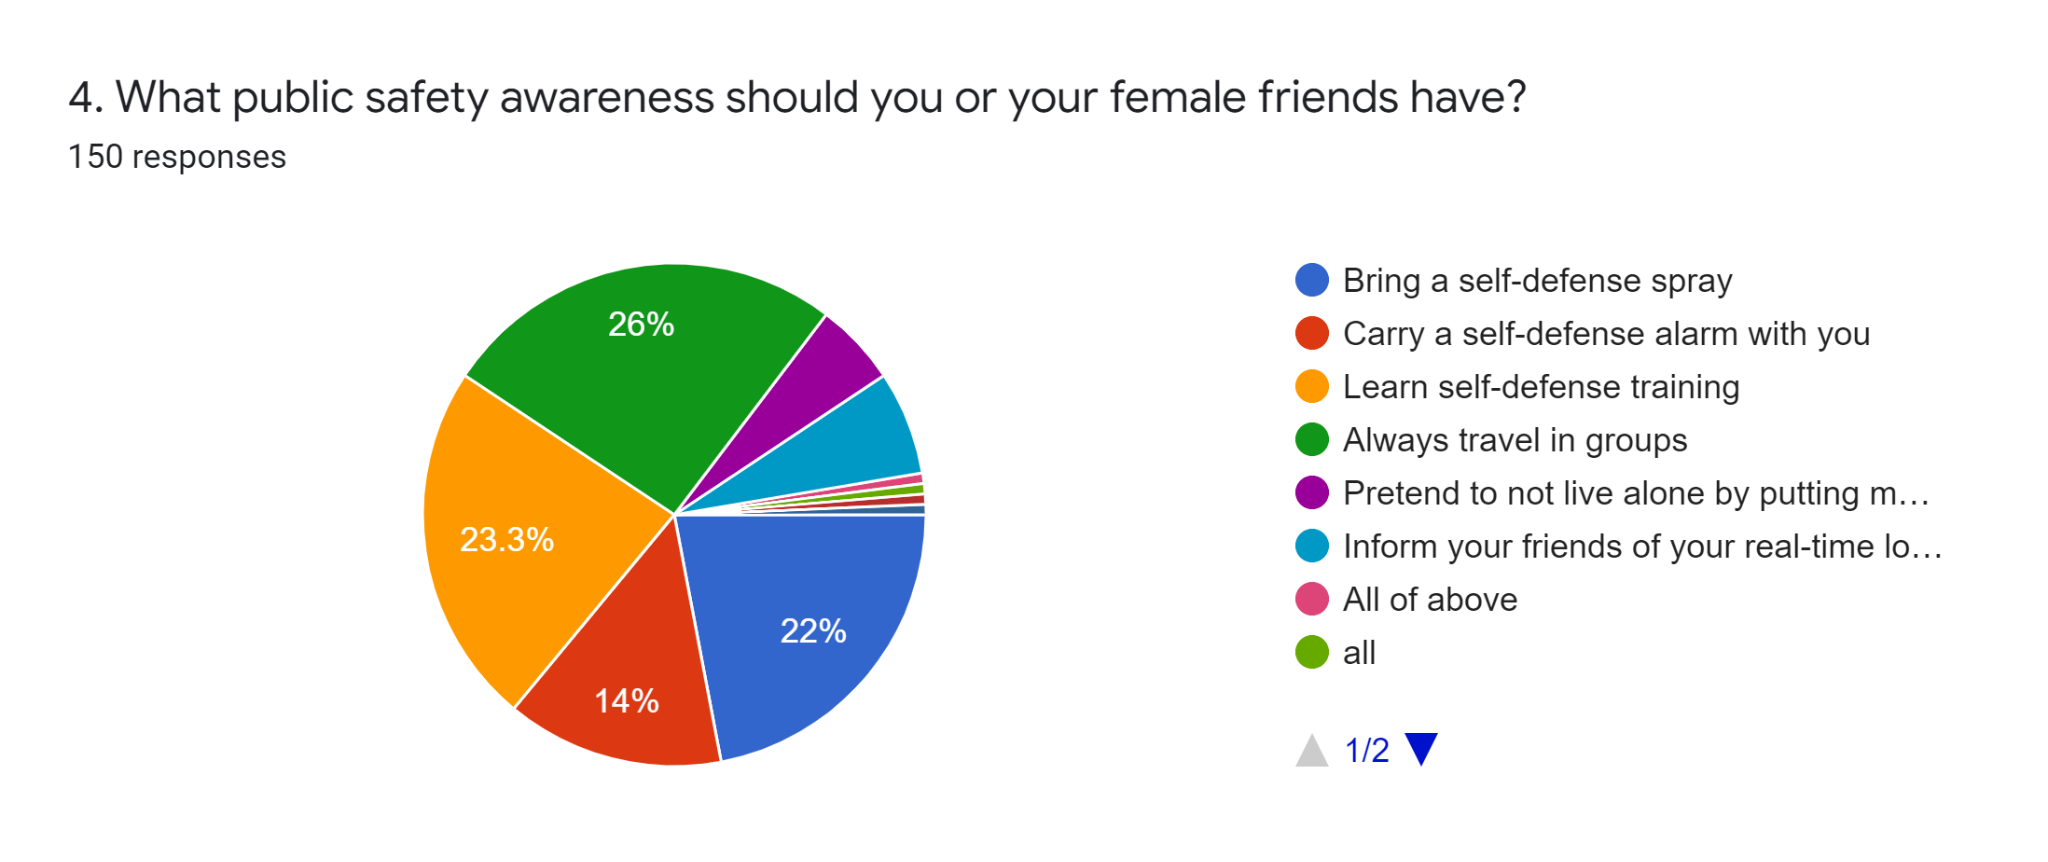 4. What public safety awareness should you or your female friends have?
150 responses
26%
23.3%
22%
14%
Bring a self-defense spray
Carry a self-defense alarm with you
Learn self-defense training
Always travel in groups
Pretend to not live alone by putting m…
Inform your friends of your real-time lo…
All of above
all
1/2